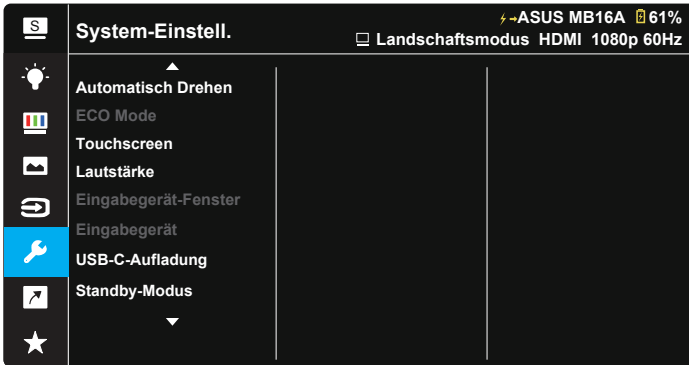 S
System-Einstell.
ASUS MB16A 61%
Landschaftsmodus HDMI 1080p 60Hz
Automatisch Drehen
ECO Mode
Touchscreen
Lautstärke
Eingabegerät-Fenster
Eingabegerät
USB-C-Aufladung
Standby-Modus